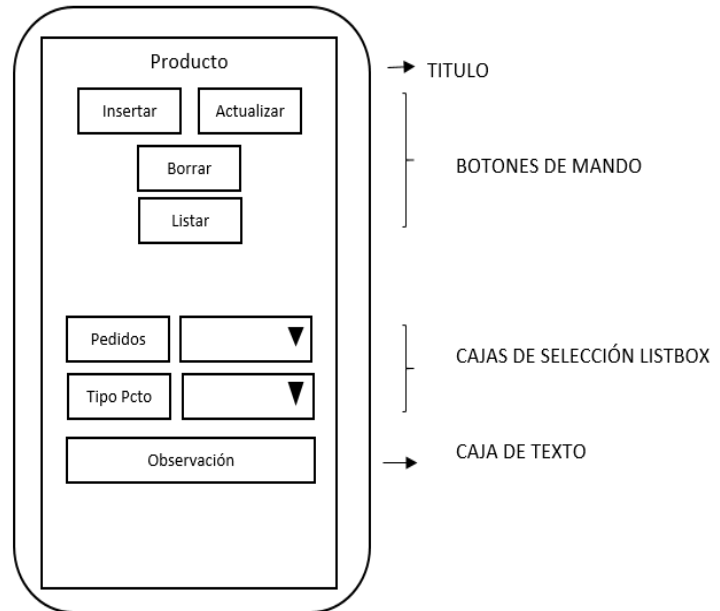 Producto
TITULO
Insertar
Actualizar
Borrar
BOTONES DE MANDO
Listar
Pedidos
CAJAS DE SELECCIÓN LISTBOX
Tipo Pcto
Observación
CAJA DE TEXTO